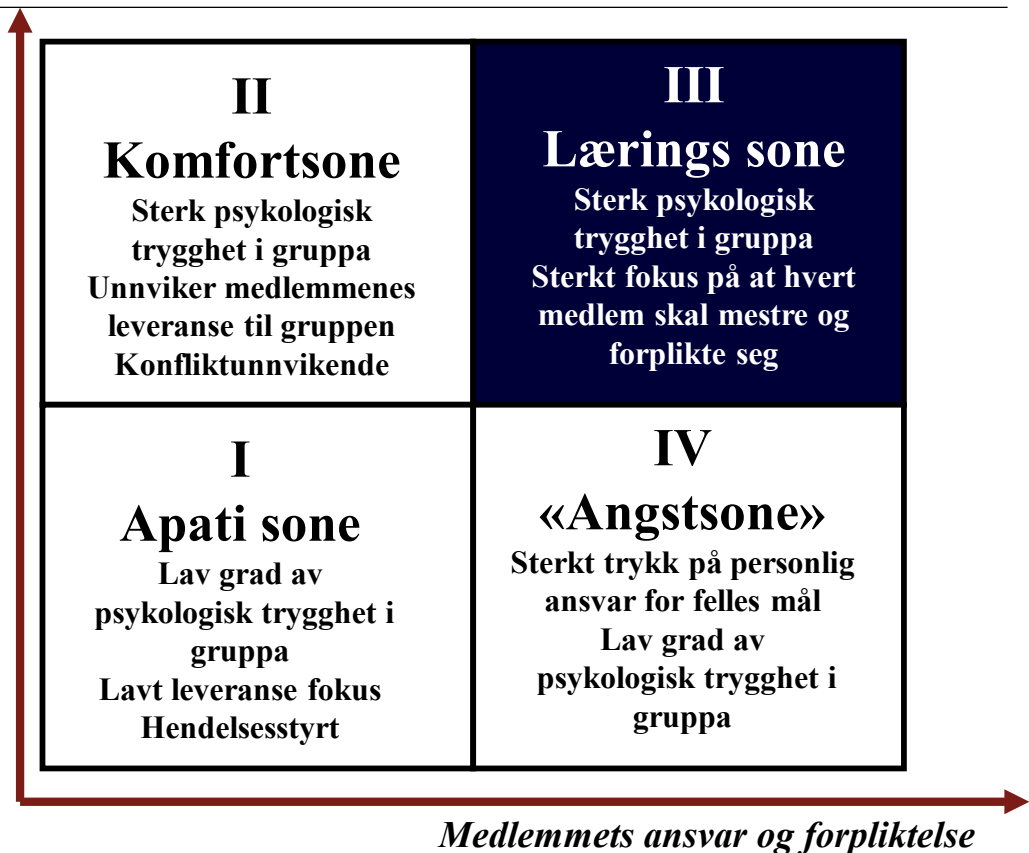 II
Komfortsone
Sterk psykologisk
trygghet i gruppa
Unnviker medlemmenes
leveranse til gruppen
Konfliktunnvikende
III
Lærings sone
Sterk psykologisk
trygghet i gruppa
Sterkt fokus på at hvert
medlem skal mestre og
forplikte seg
I
Apati sone
Lav grad av
psykologisk trygghet i
gruppa
Lavt leveranse fokus
Hendelsesstyrt
IV
«Angstsone»
Sterkt trykk på personlig
ansvar for felles mål
Lav grad av
psykologisk trygghet i
gruppa
Medlemmets ansvar og forpliktelse